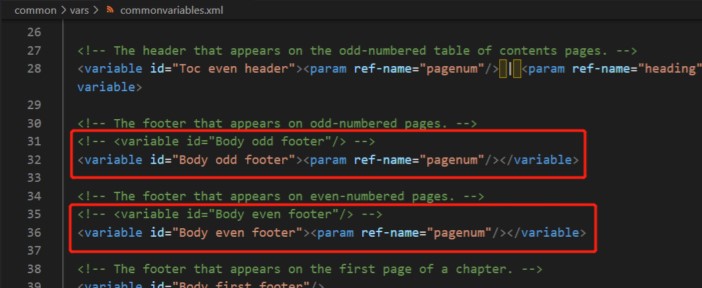 common > vars > commonvariables.xml
26
27 <!-- The header that appears on the odd-numbered table of contents pages. -->
28 <variable id="Toc even header"><param ref-name="pagenum"/> | <param ref-name="heading"
variable>
29
30 <!-- The footer that appears on odd-numbered pages. -->
31 <!-- <variable id="Body odd footer"/> -->
32 <variable id="Body odd footer"><param ref-name="pagenum"/></variable>
33
34 <!-- The footer that appears on even-numbered pages. -->
35 <!-- <variable id="Body even footer"/> -->
36 <variable id="Body even footer"><param ref-name="pagenum"/></variable>
37
38 <!-- The footer that appears on the first page of a chapter. -->
39 <variable id="Body first footer"/>